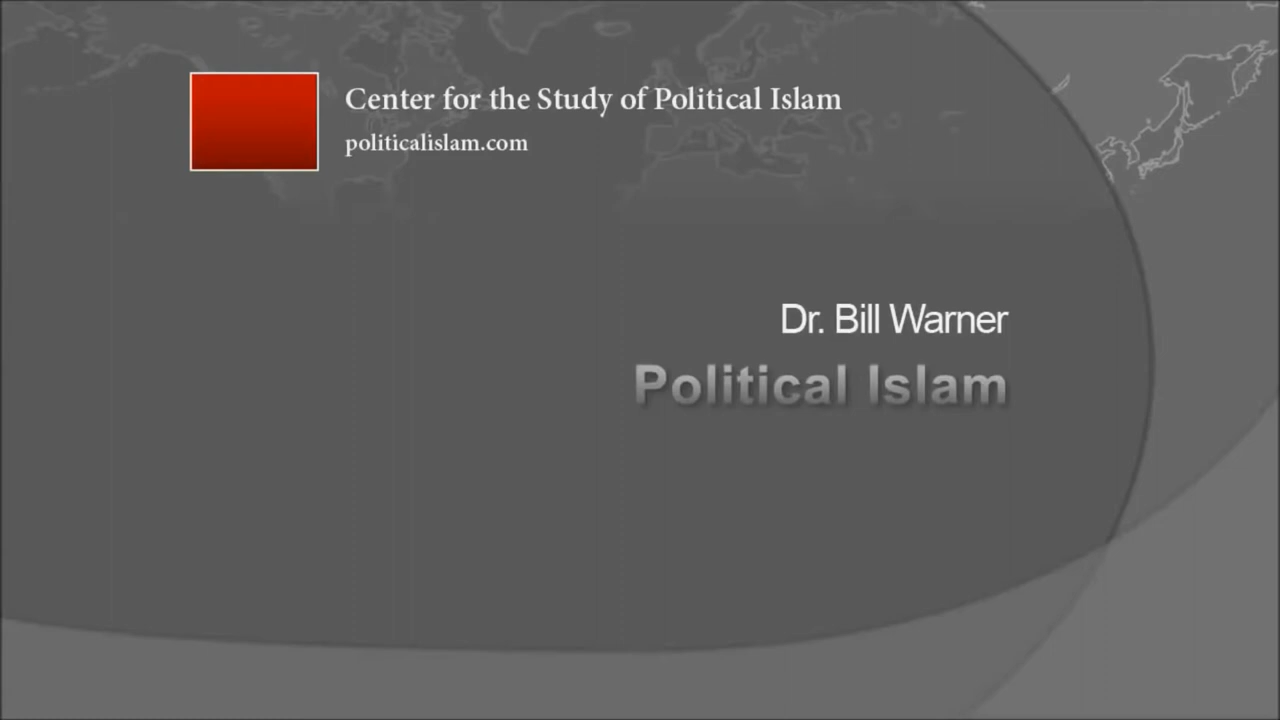 Center for the Study of Political Islam
politicalislam.com
Dr. Bill Warner
Political Islam